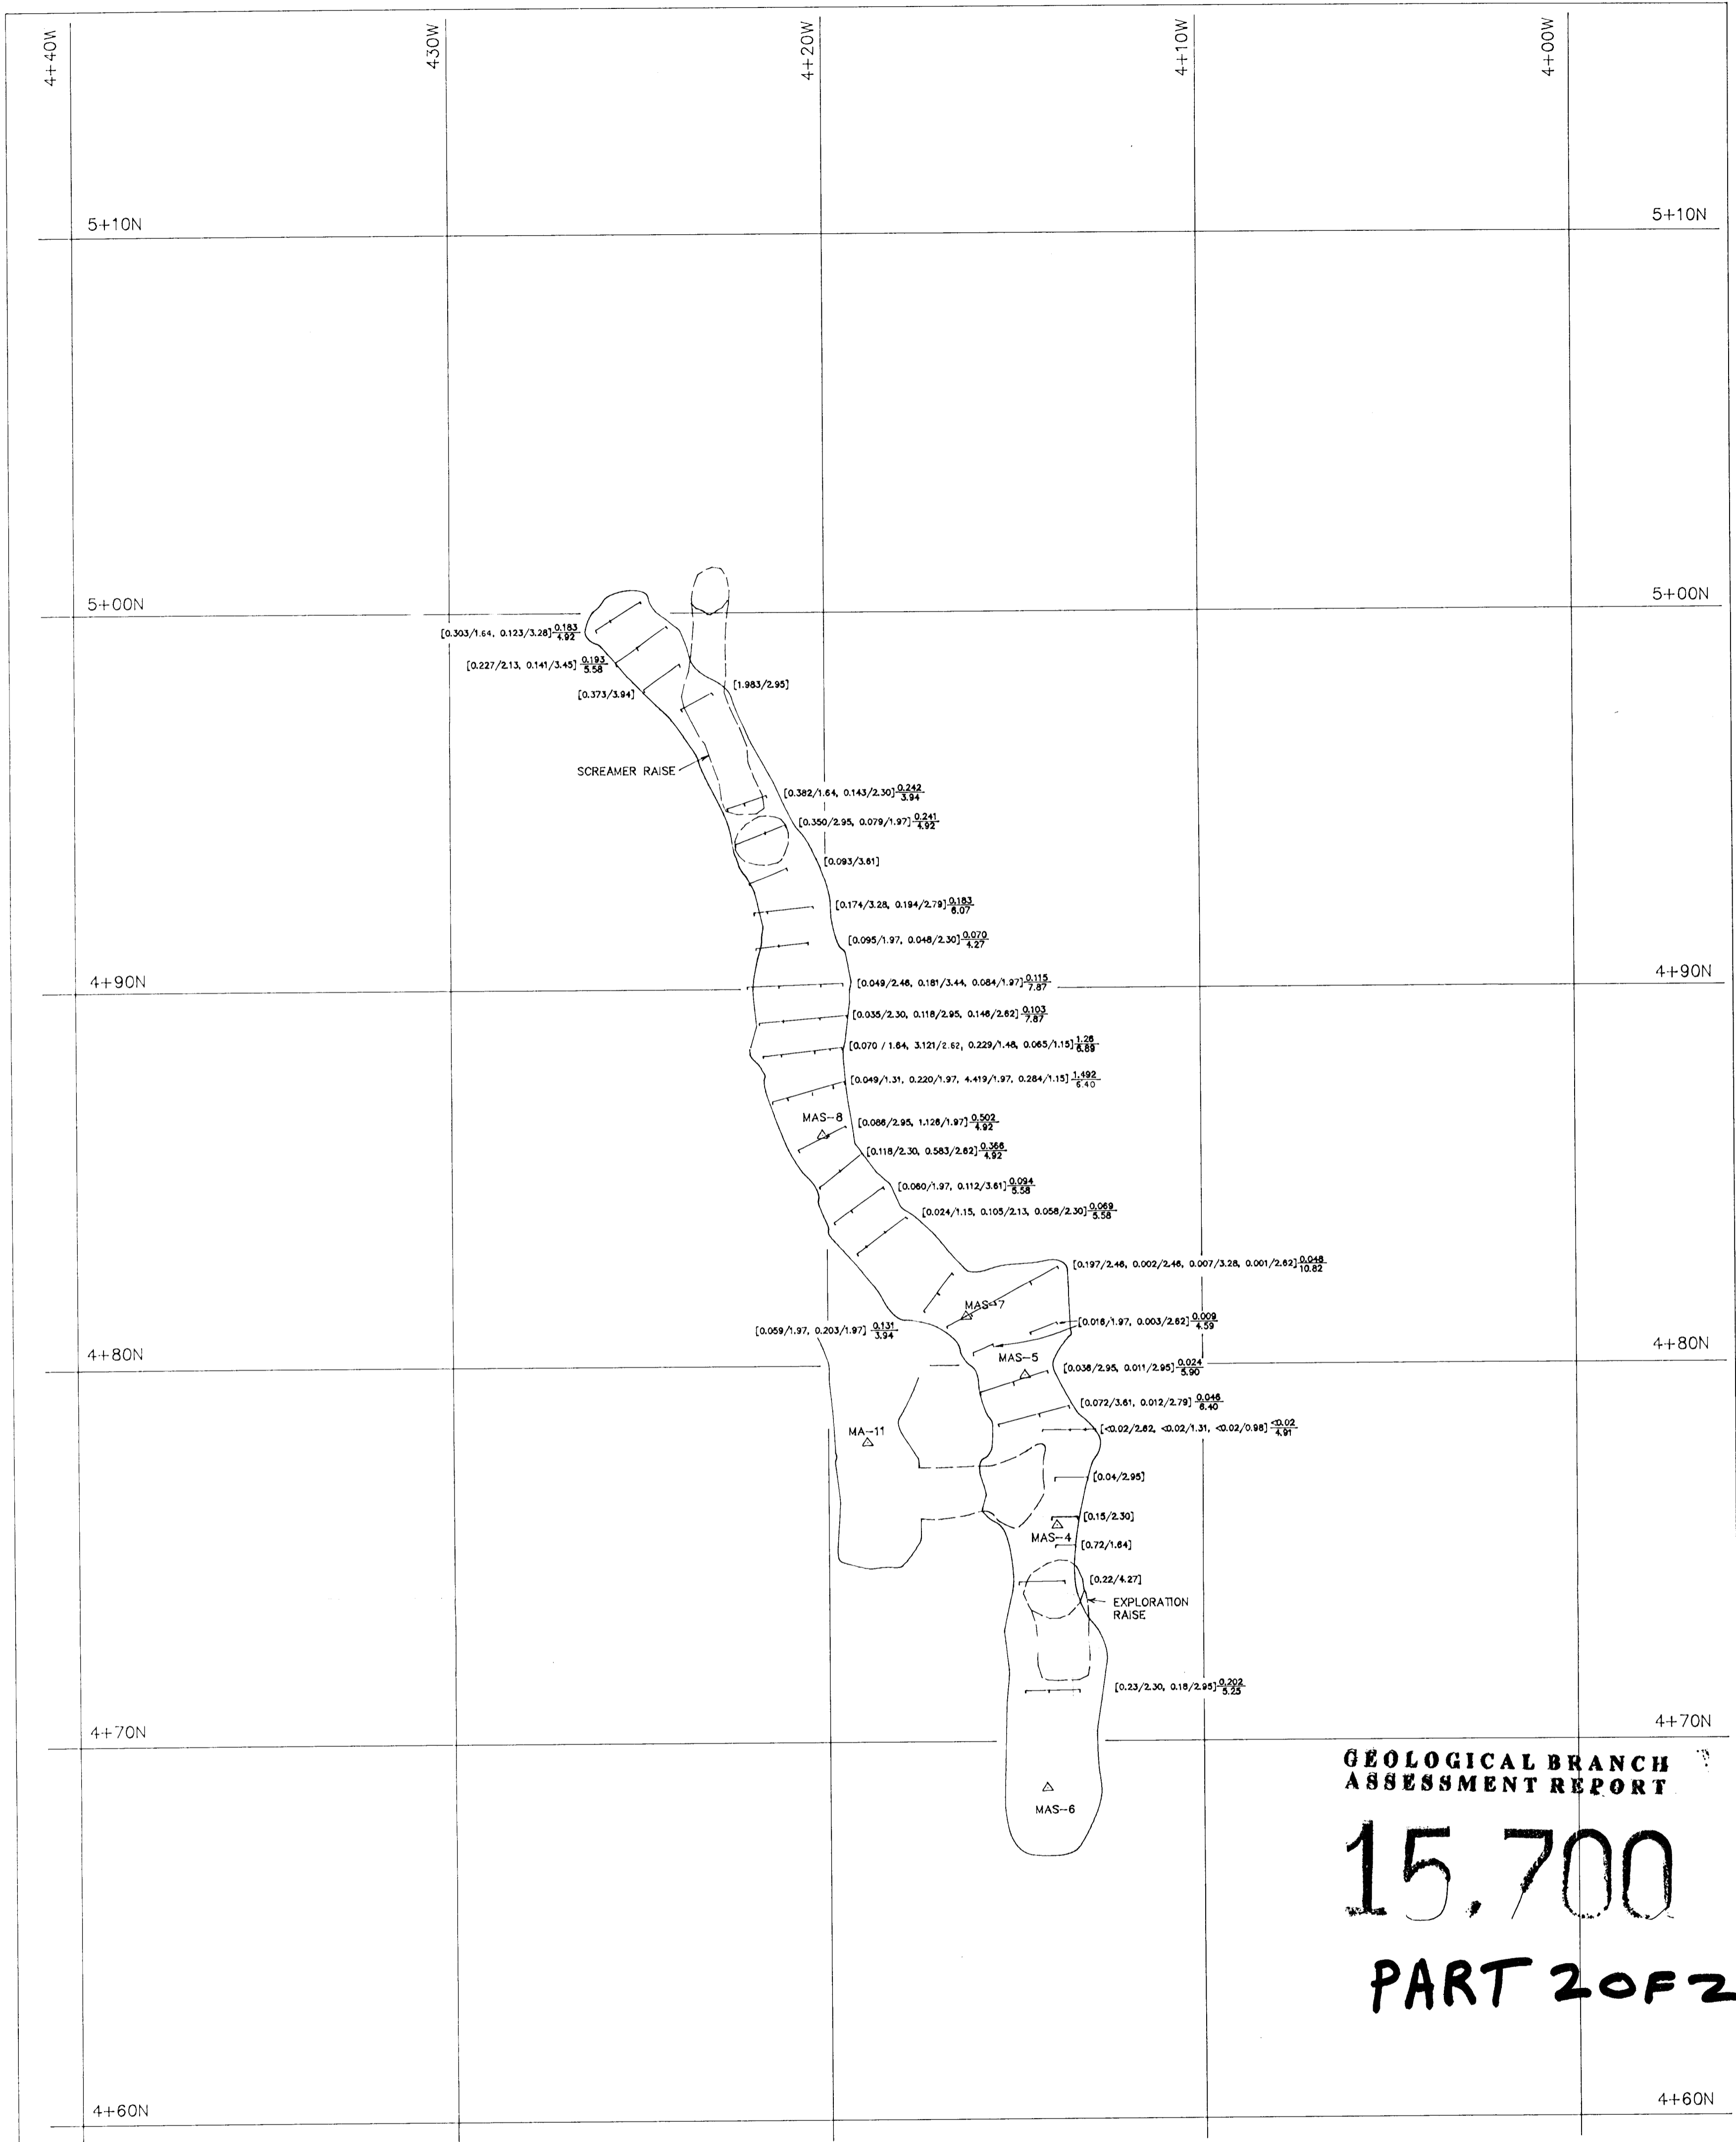 4+40W
430W
4+20W
4+10W
4+00W
5+10N
5+10N
5+00N
5+00N
[0.303/1.64, 0.123/3.28] 0.183
4.92
[0.227/2.13, 0.141/3.45] 0.193
5.58
[0.373/3.94]
[1.983/2.95]
SCREAMER RAISE
[0.382/1.64, 0.143/2.30] 0.242
3.94
[0.350/2.95, 0.079/1.97] 0.241
4.92
[0.093/3.61]
[0.174/3.28, 0.194/2.79] 0.183
6.07
[0.095/1.97, 0.048/2.30] 0.070
4.27
4+90N
4+90N
[0.049/2.46, 0.181/3.44, 0.084/1.97] 0.115
7.87
[0.035/2.30, 0.118/2.95, 0.146/2.62] 0.103
7.87
[0.070 / 1.64, 3.121/2.62, 0.229/1.48, 0.065/1.15] 1.26
6.89
[0.049/1.31, 0.220/1.97, 4.419/1.97, 0.284/1.15] 1.492
6.40
MAS-8
[0.086/2.95, 1.126/1.97] 0.502
4.92
[0.118/2.30, 0.583/2.62] 0.366
4.92
[0.060/1.97, 0.112/3.61] 0.094
5.58
[0.024/1.15, 0.105/2.13, 0.058/2.30] 0.069
5.58
[0.197/2.46, 0.002/2.46, 0.007/3.28, 0.001/2.62] 0.048
10.82
MAS-7
[0.059/1.97, 0.203/1.97] 0.131
3.94
[0.016/1.97, 0.003/2.62] 0.009
4.59
4+80N
4+80N
MAS-5
[0.038/2.95, 0.011/2.95] 0.024
5.90
[0.072/3.61, 0.012/2.79] 0.046
6.40
MA-11
[<0.02/2.62, <0.02/1.31, <0.02/0.98] <0.02
4.91
[0.04/2.95]
[0.15/2.30]
MAS-4
[0.72/1.64]
[0.22/4.27]
EXPLORATION
RAISE
[0.23/2.30, 0.18/2.95] 0.202
5.25
4+70N
4+70N
GEOLOGICAL BRANCH
ASSESSMENT REPORT
MAS-6
15,700
PART 2 OF 2
4+60N
4+60N